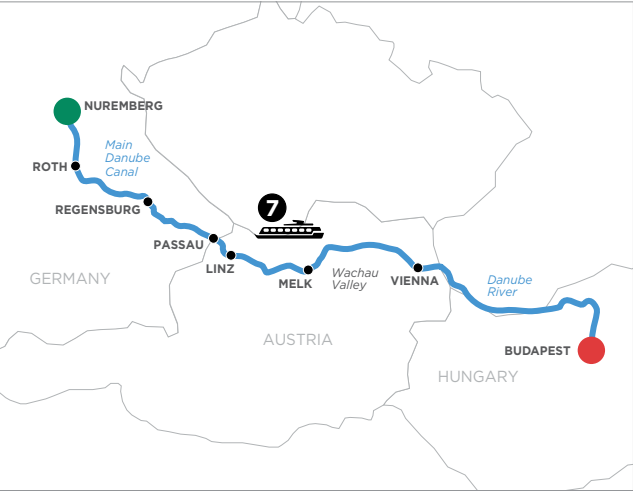 NUREMBERG
Main
Danube
Canal
ROTH
REGENSBURG
7
PASSAU
LINZ
MELK
Wachau
Valley
VIENNA
Danube
River
GERMANY
AUSTRIA
BUDAPEST
HUNGARY